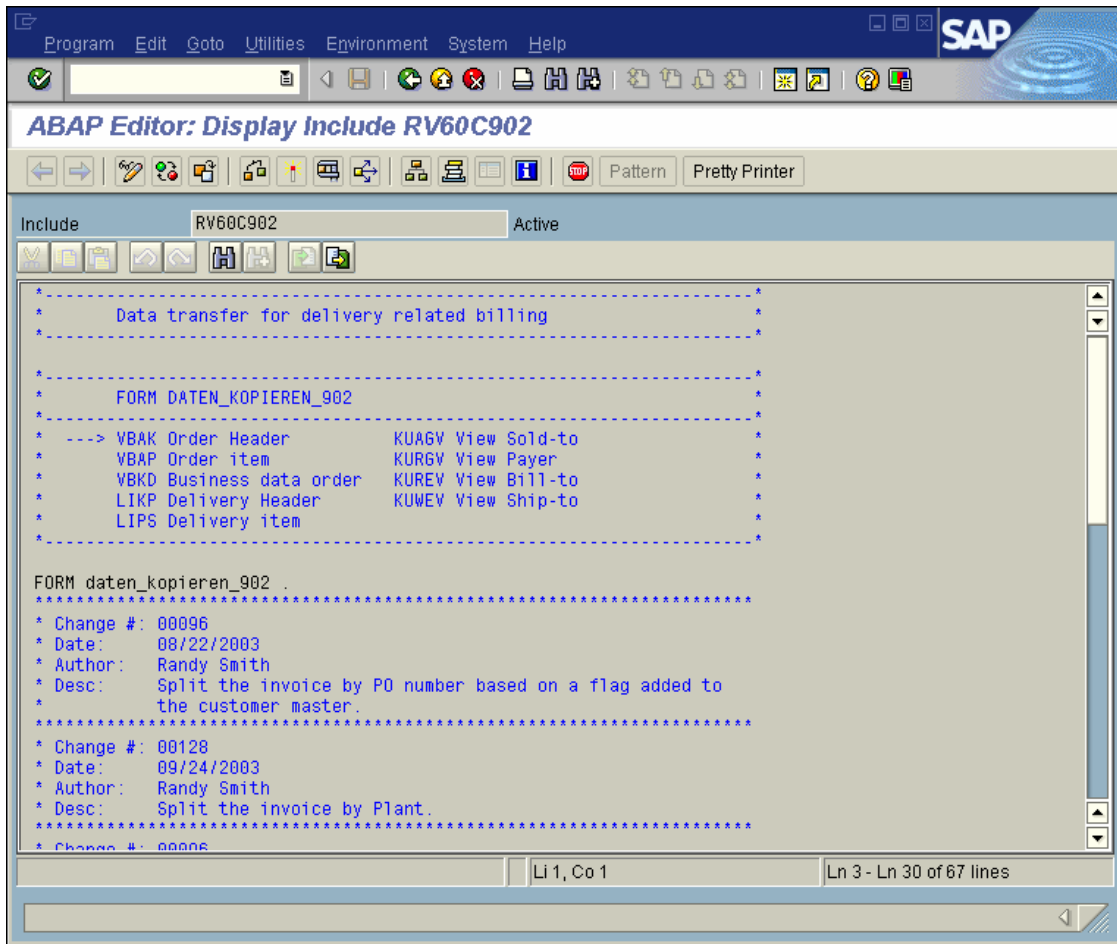 Program Edit Goto Utilities Environment System Help
SAP
ABAP Editor: Display Include RV60C902
STOP Pattern Pretty Printer
Include RV60C902 Active
*----------------------------------------------------------------------*
*       Data transfer for delivery related billing                     *
*----------------------------------------------------------------------*
*----------------------------------------------------------------------*
*       FORM DATEN_KOPIEREN_902                                        *
*----------------------------------------------------------------------*
*  ---> VBAK Order Header          KUAGV View Sold-to                 *
*       VBAP Order item            KURGV View Payer                   *
*       VBKD Business data order   KUREV View Bill-to                 *
*       LIKP Delivery Header       KUWEV View Ship-to                 *
*       LIPS Delivery item                                            *
*----------------------------------------------------------------------*
FORM daten_kopieren_902 .
**********************************************************************
* Change #: 00096
* Date:     08/22/2003
* Author:   Randy Smith
* Desc:     Split the invoice by PO number based on a flag added to
*           the customer master.
**********************************************************************
* Change #: 00128
* Date:     09/24/2003
* Author:   Randy Smith
* Desc:     Split the invoice by Plant.
**********************************************************************
* Change #: 00006
Li 1, Co 1 Ln 3 - Ln 30 of 67 lines